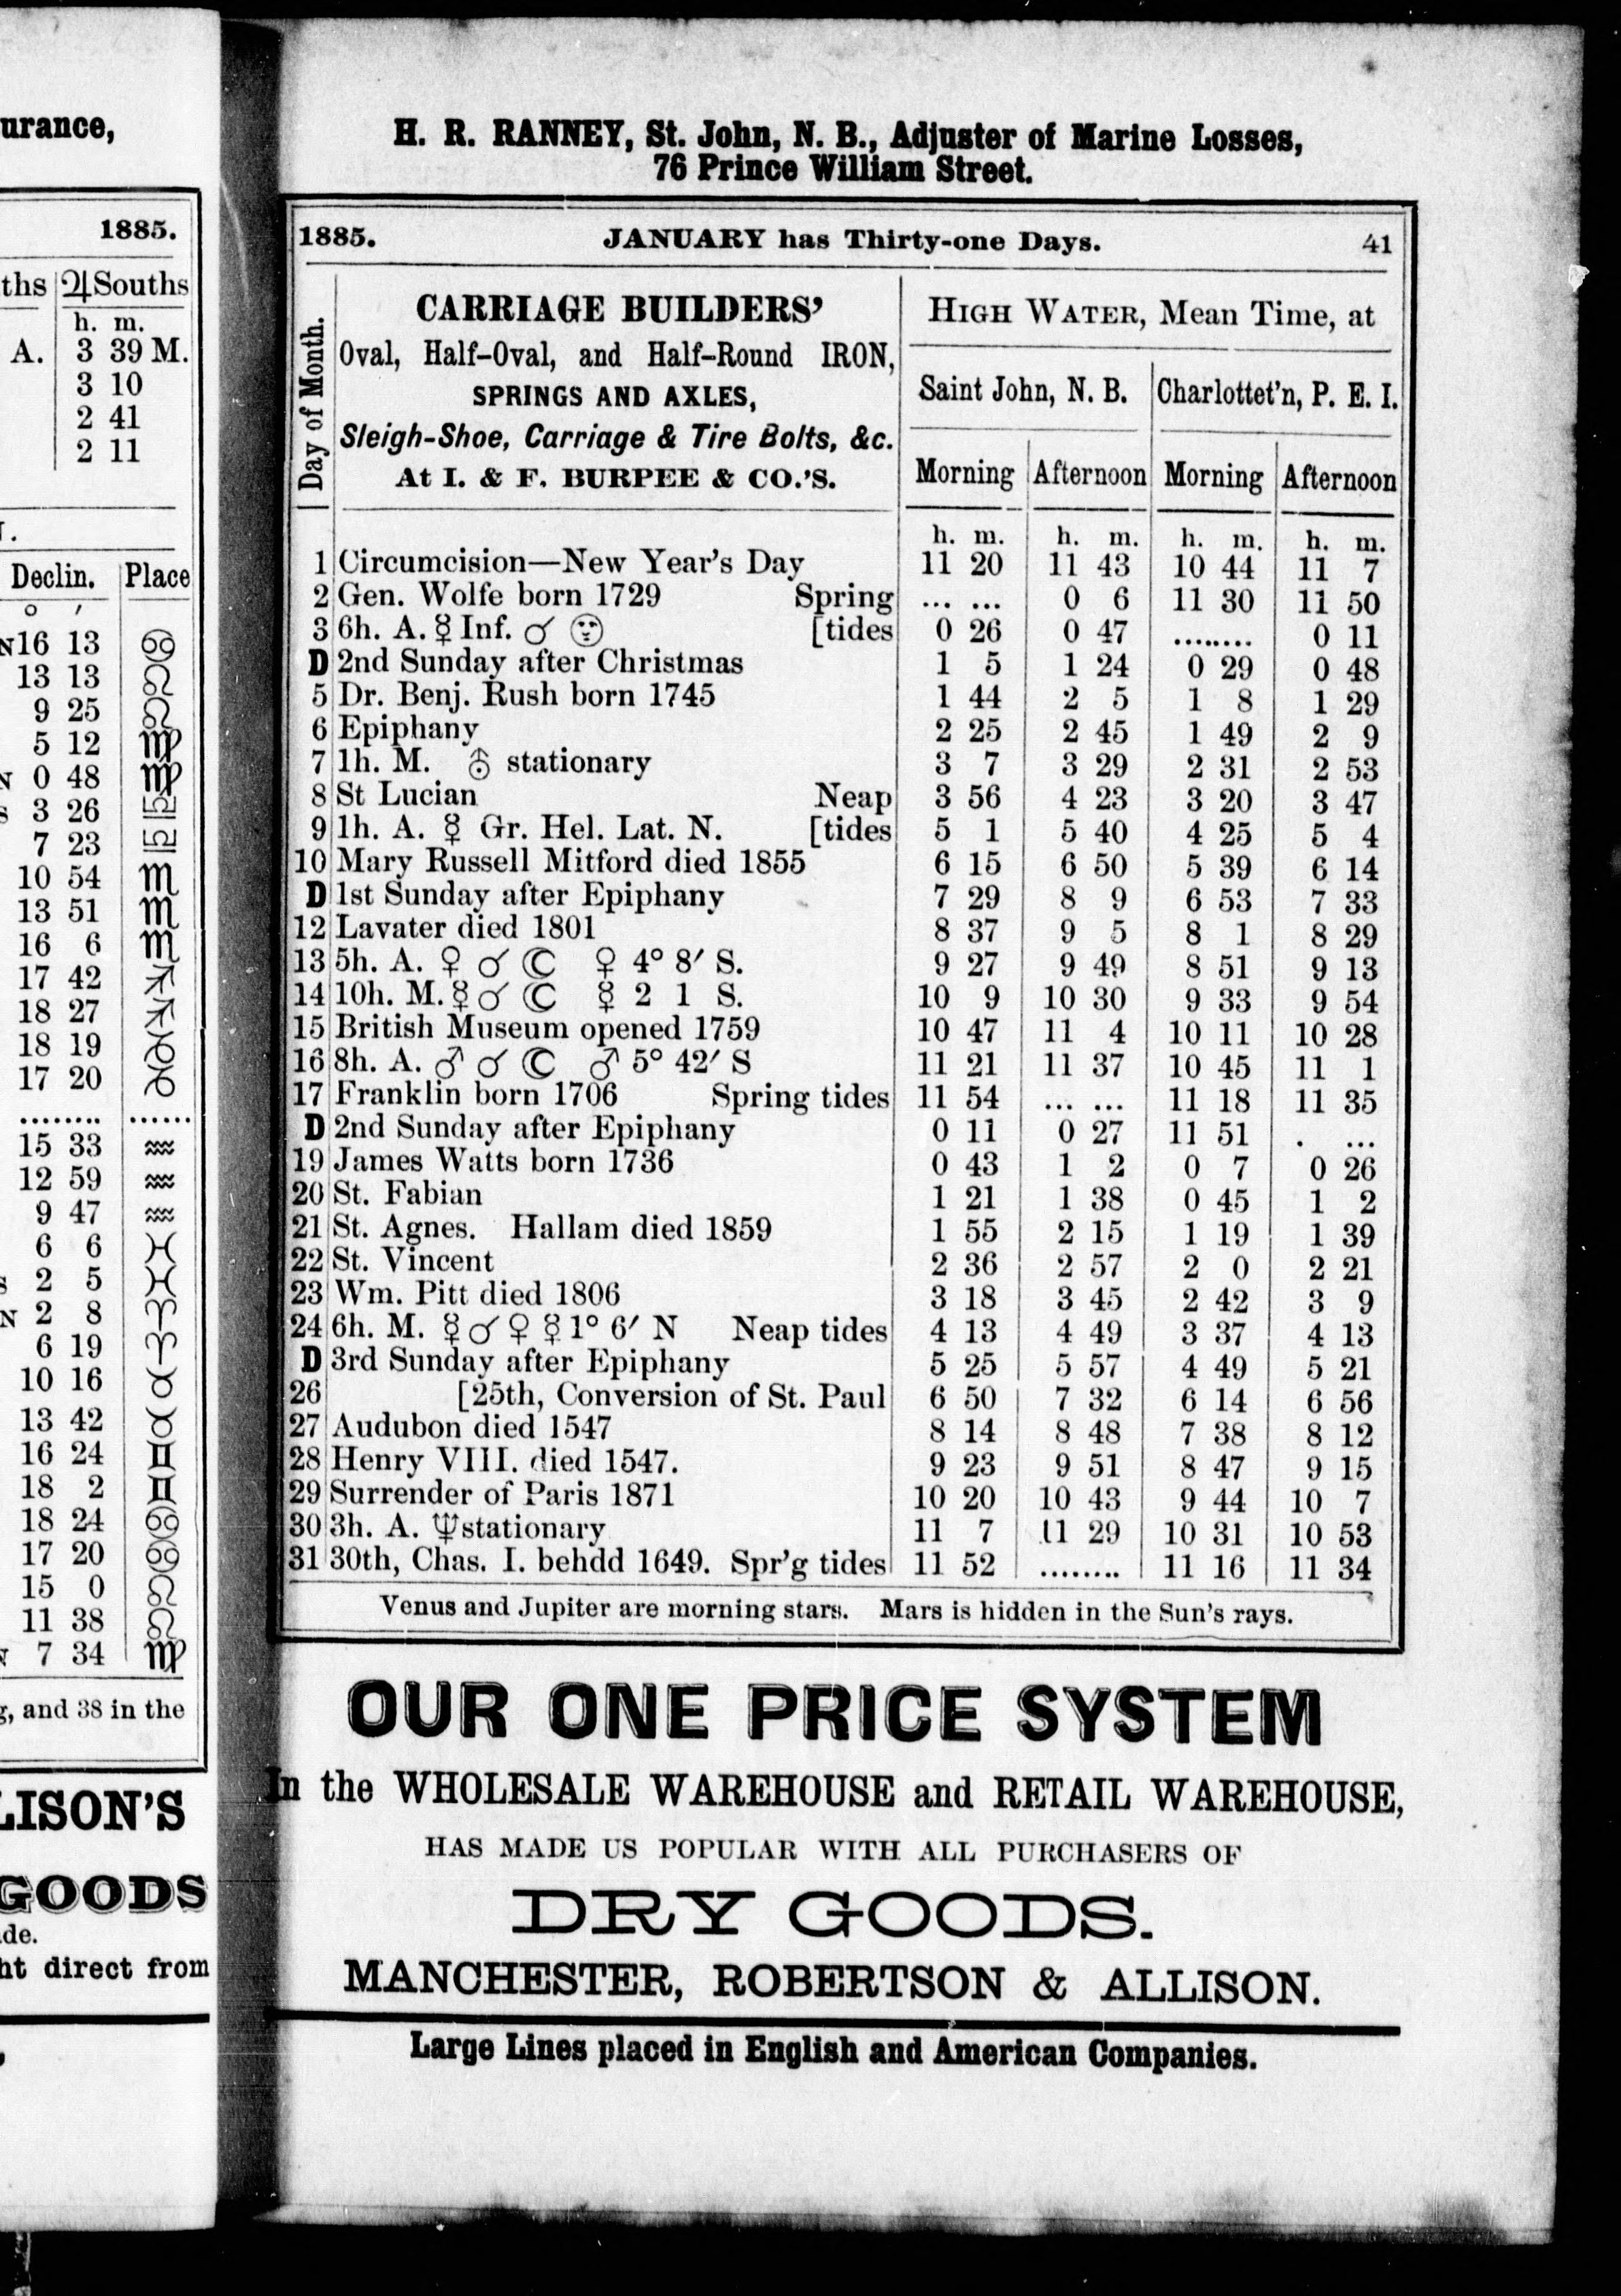 urance,
1885.
ths ♃Souths
h. m.
A. 3 39 M.
3 10
2 41
2 11
Declin. Place
° ′
N16 13 ♋
13 13 ♌
9 25 ♌
5 12 ♍
N 0 48 ♍
S 3 26 ♎
7 23 ♎
10 54 ♏
13 51 ♏
16 6 ♏
17 42 ♐
18 27 ♐
18 19 ♑
17 20 ♑
........ ......
15 33 ♒
12 59 ♒
9 47 ♒
6 6 ♓
S 2 5 ♓
N 2 8 ♈
6 19 ♈
10 16 ♉
13 42 ♉
16 24 ♊
18 2 ♊
18 24 ♋
17 20 ♋
15 0 ♌
11 38 ♌
7 34 ♍
g, and 38 in the
LISON'S
GOODS
de.
ht direct from
H. R. RANNEY, St. John, N. B., Adjuster of Marine Losses,
76 Prince William Street.
1885. JANUARY has Thirty-one Days. 41
Day of Month.
CARRIAGE BUILDERS'
Oval, Half-Oval, and Half-Round IRON,
SPRINGS AND AXLES,
Sleigh-Shoe, Carriage & Tire Bolts, &c.
At I. & F. BURPEE & CO.'S.
HIGH WATER, Mean Time, at
Saint John, N. B. Charlottet'n, P. E. I.
Morning Afternoon Morning Afternoon
h. m. h. m. h. m. h. m.
1 Circumcision—New Year's Day 11 20 11 43 10 44 11 7
2 Gen. Wolfe born 1729 Spring ... ... 0 6 11 30 11 50
3 6h. A. ☿ Inf. ☌ ☉ [tides 0 26 0 47 ........ 0 11
D 2nd Sunday after Christmas 1 5 1 24 0 29 0 48
5 Dr. Benj. Rush born 1745 1 44 2 5 1 8 1 29
6 Epiphany 2 25 2 45 1 49 2 9
7 1h. M. ⛢ stationary 3 7 3 29 2 31 2 53
8 St Lucian Neap 3 56 4 23 3 20 3 47
9 1h. A. ☿ Gr. Hel. Lat. N. [tides 5 1 5 40 4 25 5 4
10 Mary Russell Mitford died 1855 6 15 6 50 5 39 6 14
D 1st Sunday after Epiphany 7 29 8 9 6 53 7 33
12 Lavater died 1801 8 37 9 5 8 1 8 29
13 5h. A. ♀ ☌ ☾ ♀ 4° 8′ S. 9 27 9 49 8 51 9 13
14 10h. M. ☿ ☌ ☾ ☿ 2 1 S. 10 9 10 30 9 33 9 54
15 British Museum opened 1759 10 47 11 4 10 11 10 28
16 8h. A. ♂ ☌ ☾ ♂ 5° 42′ S 11 21 11 37 10 45 11 1
17 Franklin born 1706 Spring tides 11 54 ... ... 11 18 11 35
D 2nd Sunday after Epiphany 0 11 0 27 11 51 . ...
19 James Watts born 1736 0 43 1 2 0 7 0 26
20 St. Fabian 1 21 1 38 0 45 1 2
21 St. Agnes. Hallam died 1859 1 55 2 15 1 19 1 39
22 St. Vincent 2 36 2 57 2 0 2 21
23 Wm. Pitt died 1806 3 18 3 45 2 42 3 9
24 6h. M. ☿ ☌ ♀ ☿ 1° 6′ N Neap tides 4 13 4 49 3 37 4 13
D 3rd Sunday after Epiphany 5 25 5 57 4 49 5 21
26 [25th, Conversion of St. Paul 6 50 7 32 6 14 6 56
27 Audubon died 1547 8 14 8 48 7 38 8 12
28 Henry VIII. died 1547. 9 23 9 51 8 47 9 15
29 Surrender of Paris 1871 10 20 10 43 9 44 10 7
30 3h. A. ♆ stationary 11 7 11 29 10 31 10 53
31 30th, Chas. I. behdd 1649. Spr'g tides 11 52 ........ 11 16 11 34
Venus and Jupiter are morning stars. Mars is hidden in the Sun's rays.
OUR ONE PRICE SYSTEM
In the WHOLESALE WAREHOUSE and RETAIL WAREHOUSE,
HAS MADE US POPULAR WITH ALL PURCHASERS OF
DRY GOODS.
MANCHESTER, ROBERTSON & ALLISON.
Large Lines placed in English and American Companies.